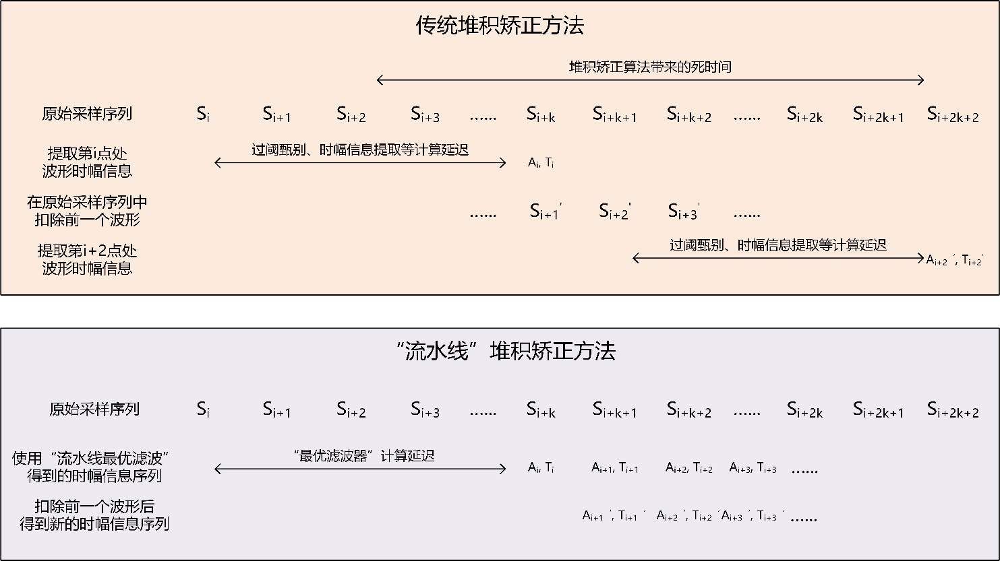 传统堆积矫正方法
堆积矫正算法带来的死时间
原始采样序列 Si Si+1 Si+2 Si+3 …… Si+k Si+k+1 Si+k+2 …… Si+2k Si+2k+1 Si+2k+2
提取第i点处
波形时幅信息
过阈甄别、时幅信息提取等计算延迟
Ai, Ti
在原始采样序列中
扣除前一个波形
…… Si+1' Si+2' Si+3' ……
提取第i+2点处
波形时幅信息
过阈甄别、时幅信息提取等计算延迟
Ai+2 ', Ti+2'
“流水线”堆积矫正方法
原始采样序列 Si Si+1 Si+2 Si+3 …… Si+k Si+k+1 Si+k+2 …… Si+2k Si+2k+1 Si+2k+2
使用“流水线最优滤波”
得到的时幅信息序列
“最优滤波器”计算延迟
Ai, Ti Ai+1, Ti+1 Ai+2, Ti+2 Ai+3, Ti+3 ……
扣除前一个波形后
得到新的时幅信息序列
Ai+1 ', Ti+1 ' Ai+2 ', Ti+2 ' Ai+3 ', Ti+3 ' ……